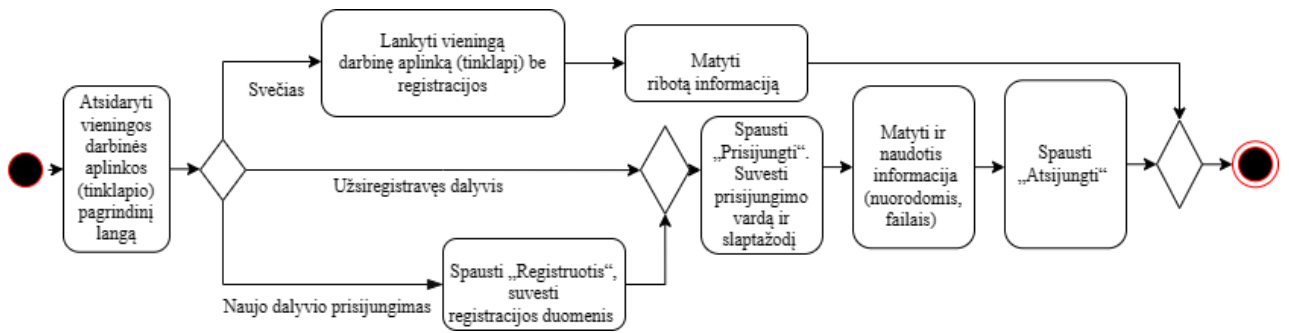 Atsidaryti
vieningos
darbinės
aplinkos
(tinklapio)
pagrindinį
langą
Svečias
Lankyti vieningą
darbinę aplinką (tinklapį) be
registracijos
Matyti
ribotą informaciją
Užsiregistravęs dalyvis
Naujo dalyvio prisijungimas
Spausti „Registruotis“,
suvesti
registracijos duomenis
Spausti
„Prisijungti“.
Suvesti
prisijungimo
vardą ir
slaptažodį
Matyti ir
naudotis
informacija
(nuorodomis,
failais)
Spausti
„Atsijungti“